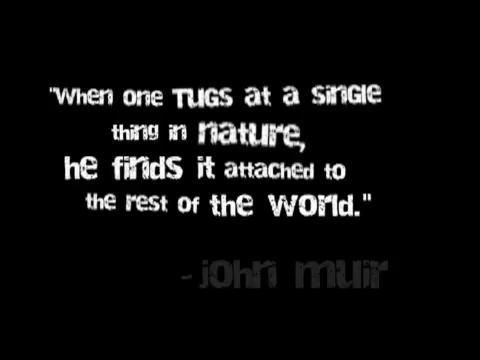 "When one TUGS at a single
thing in nature,
he finds it attached to
the rest of the world."
- john muir